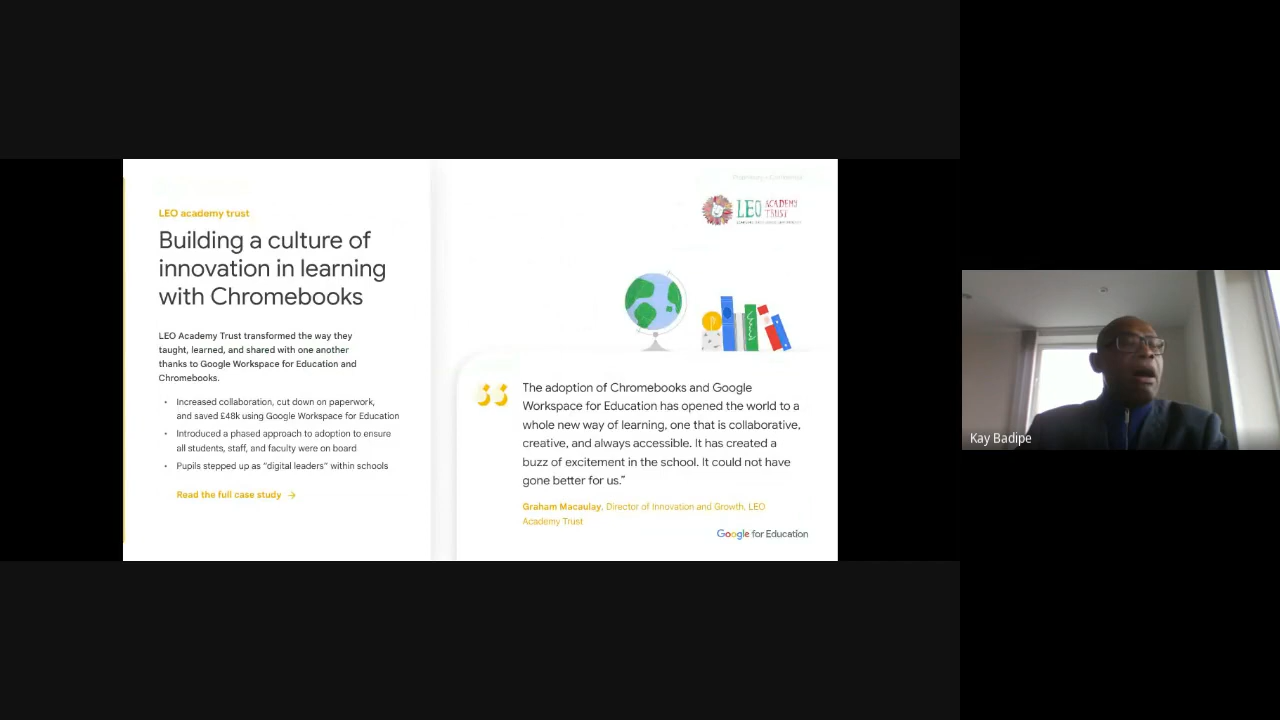 LEO academy trust
Building a culture of
innovation in learning
with Chromebooks
LEO Academy Trust transformed the way they
taught, learned, and shared with one another
thanks to Google Workspace for Education and
Chromebooks.
• Increased collaboration, cut down on paperwork,
and saved £48k using Google Workspace for Education
• Introduced a phased approach to adoption to ensure
all students, staff, and faculty were on board
• Pupils stepped up as “digital leaders” within schools
Read the full case study →
LEO ACADEMY
TRUST
The adoption of Chromebooks and Google
Workspace for Education has opened the world to a
whole new way of learning, one that is collaborative,
creative, and always accessible. It has created a
buzz of excitement in the school. It could not have
gone better for us.”
Graham Macaulay, Director of Innovation and Growth, LEO
Academy Trust
Google for Education
Kay Badipe